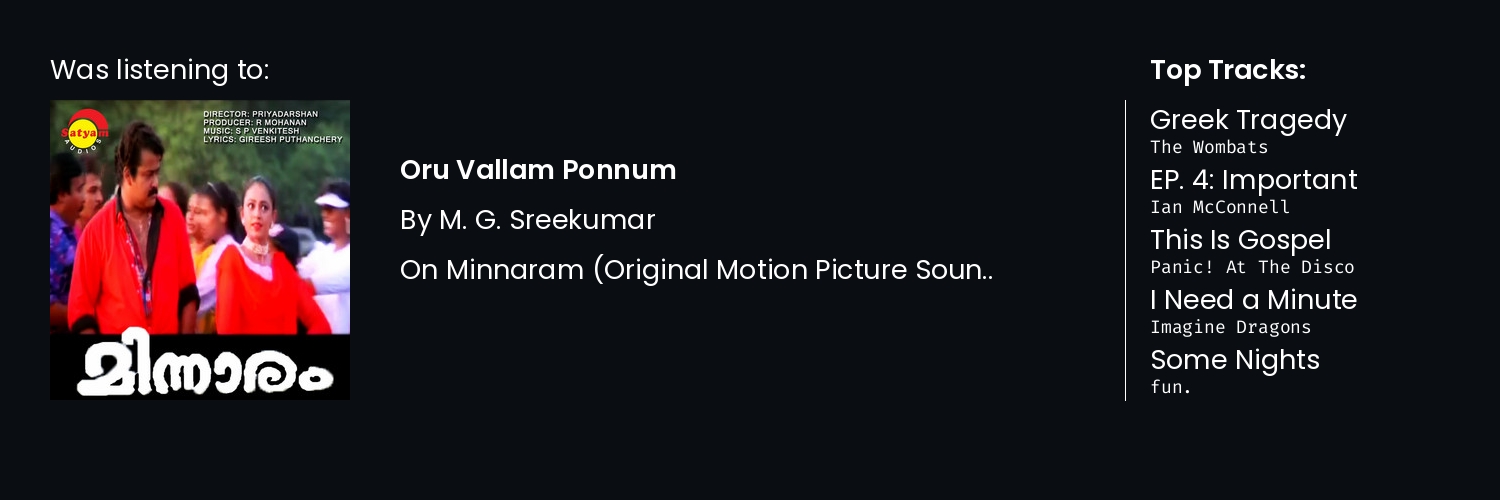 Was listening to:
Satyam
AUDIOS
DIRECTOR: PRIYADARSHAN
PRODUCER: R MOHANAN
MUSIC: S P VENKITESH
LYRICS: GIREESH PUTHANCHERY
മിന്നാരം
Oru Vallam Ponnum
By M. G. Sreekumar
On Minnaram (Original Motion Picture Soun..
Top Tracks:
Greek Tragedy
The Wombats
EP. 4: Important
Ian McConnell
This Is Gospel
Panic! At The Disco
I Need a Minute
Imagine Dragons
Some Nights
fun.